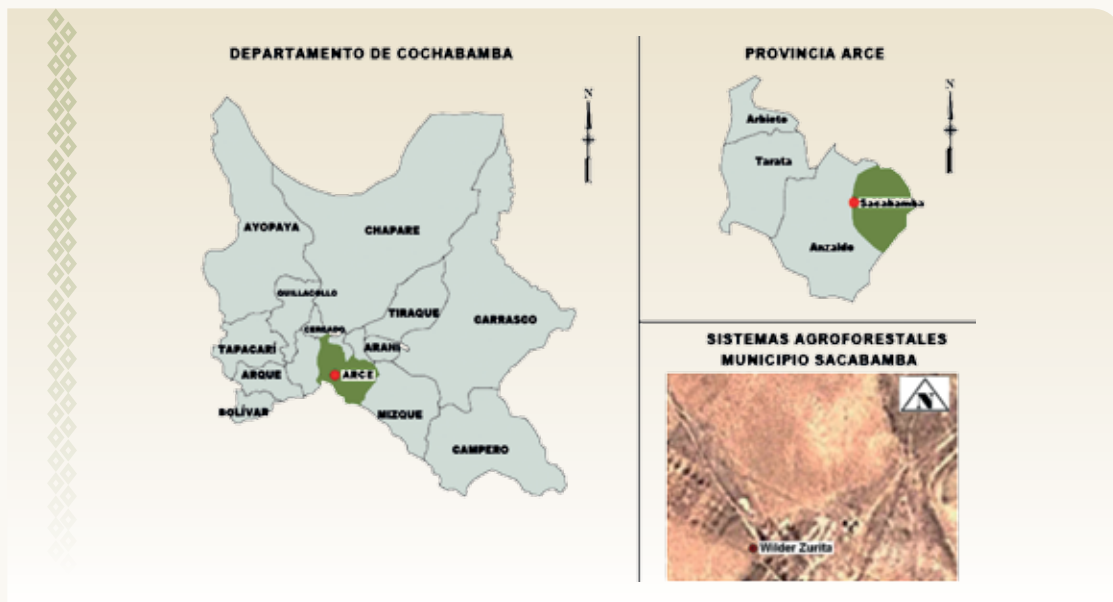 DEPARTAMENTO DE COCHABAMBA
N
AYOPAYA
CHAPARE
QUILLACOLLO
TIRAQUE
CARRASCO
CERCADO
TAPACARÍ
ARANI
ARQUE
ARCE
BOLÍVAR
MIZQUE
CAMPERO
PROVINCIA ARCE
N
Arbieto
Tarata
Sacabamba
Anzaldo
SISTEMAS AGROFORESTALES
MUNICIPIO SACABAMBA
N
Wilder Zurita